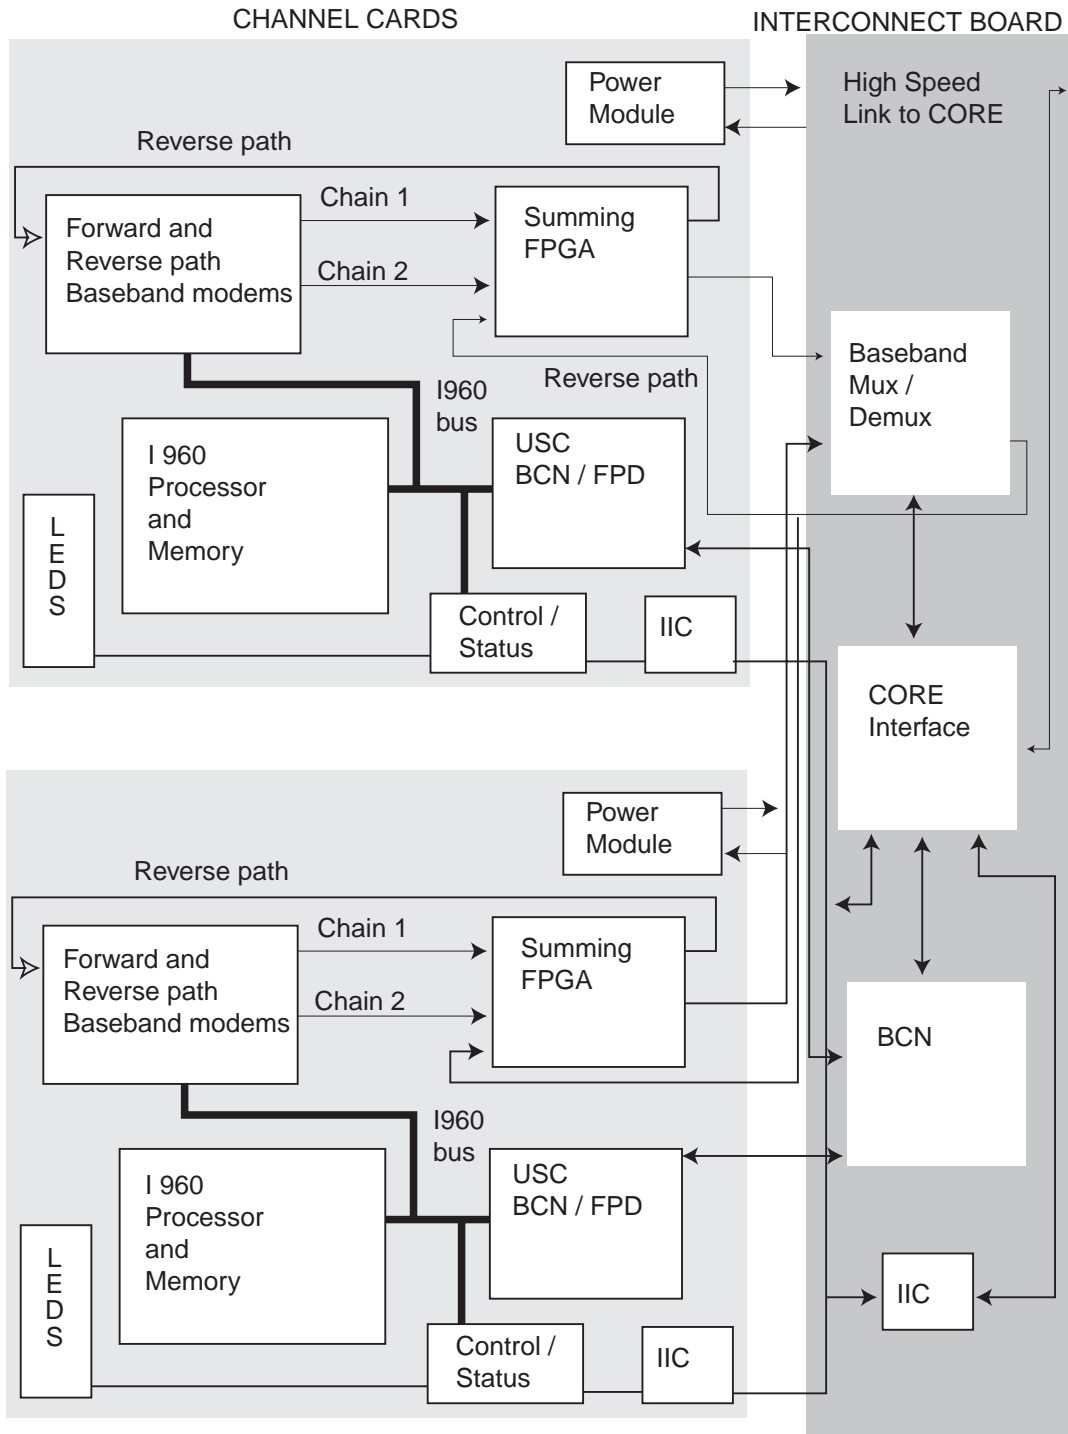 CHANNEL CARDS
INTERCONNECT BOARD
Power
Module
High Speed
Link to CORE
Reverse path
Forward and
Reverse path
Baseband modems
Chain 1
Chain 2
Summing
FPGA
Reverse path
Baseband
Mux /
Demux
I960
bus
I 960
Processor
and
Memory
USC
BCN / FPD
L
E
D
S
Control /
Status
IIC
CORE
Interface
Power
Module
Reverse path
Forward and
Reverse path
Baseband modems
Chain 1
Chain 2
Summing
FPGA
BCN
I960
bus
I 960
Processor
and
Memory
USC
BCN / FPD
L
E
D
S
Control /
Status
IIC
IIC